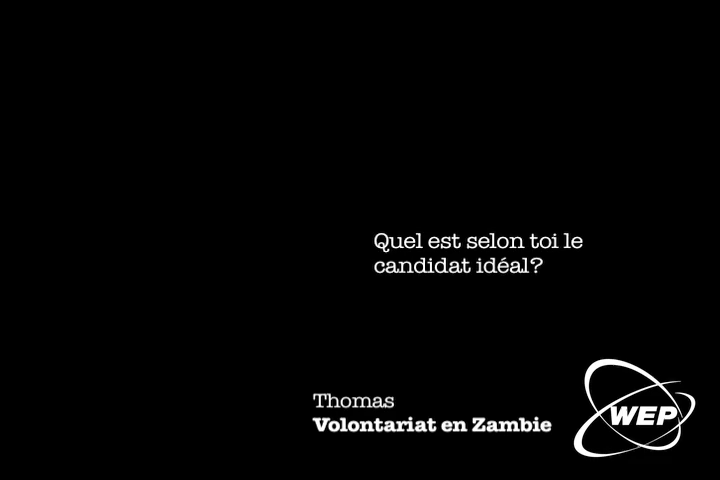 Quel est selon toi le
candidat idéal?
Thomas
Volontariat en Zambie
WEP